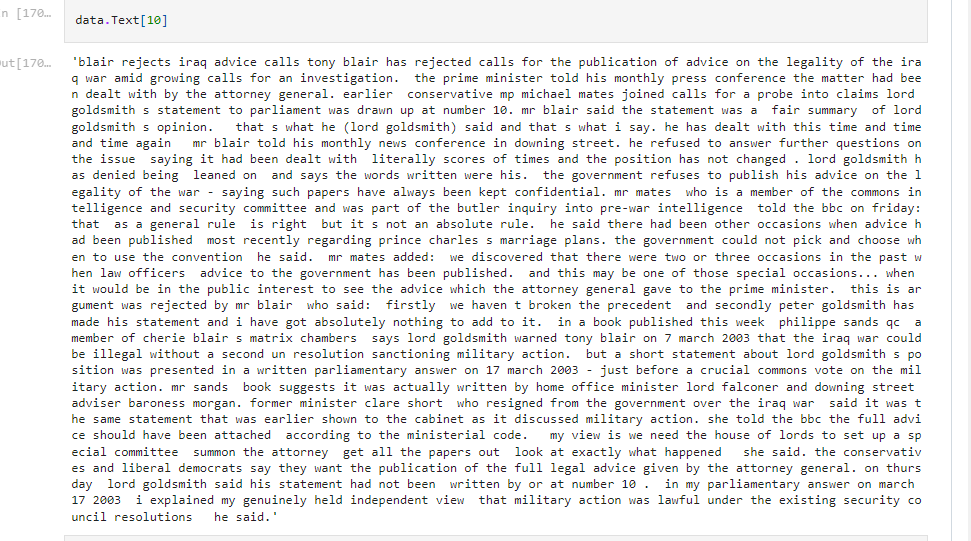 n [170...
data.Text[10]
ut[170...
'blair rejects iraq advice calls tony blair has rejected calls for the publication of advice on the legality of the ira
q war amid growing calls for an investigation.  the prime minister told his monthly press conference the matter had bee
n dealt with by the attorney general. earlier  conservative mp michael mates joined calls for a probe into claims lord
goldsmith s statement to parliament was drawn up at number 10. mr blair said the statement was a  fair summary  of lord
goldsmith s opinion.   that s what he (lord goldsmith) said and that s what i say. he has dealt with this time and time
and time again   mr blair told his monthly news conference in downing street. he refused to answer further questions on
the issue  saying it had been dealt with  literally scores of times and the position has not changed . lord goldsmith h
as denied being  leaned on  and says the words written were his.  the government refuses to publish his advice on the l
egality of the war - saying such papers have always been kept confidential. mr mates  who is a member of the commons in
telligence and security committee and was part of the butler inquiry into pre-war intelligence  told the bbc on friday:
that  as a general rule  is right  but it s not an absolute rule.  he said there had been other occasions when advice h
ad been published  most recently regarding prince charles s marriage plans. the government could not pick and choose wh
en to use the convention  he said.  mr mates added:  we discovered that there were two or three occasions in the past w
hen law officers  advice to the government has been published.  and this may be one of those special occasions... when
it would be in the public interest to see the advice which the attorney general gave to the prime minister.  this is ar
gument was rejected by mr blair  who said:  firstly  we haven t broken the precedent  and secondly peter goldsmith has
made his statement and i have got absolutely nothing to add to it.  in a book published this week  philippe sands qc  a
member of cherie blair s matrix chambers  says lord goldsmith warned tony blair on 7 march 2003 that the iraq war could
be illegal without a second un resolution sanctioning military action.  but a short statement about lord goldsmith s po
sition was presented in a written parliamentary answer on 17 march 2003 - just before a crucial commons vote on the mil
itary action. mr sands  book suggests it was actually written by home office minister lord falconer and downing street
adviser baroness morgan. former minister clare short  who resigned from the government over the iraq war  said it was t
he same statement that was earlier shown to the cabinet as it discussed military action. she told the bbc the full advi
ce should have been attached  according to the ministerial code.   my view is we need the house of lords to set up a sp
ecial committee  summon the attorney  get all the papers out  look at exactly what happened   she said. the conservativ
es and liberal democrats say they want the publication of the full legal advice given by the attorney general. on thurs
day  lord goldsmith said his statement had not been  written by or at number 10 .  in my parliamentary answer on march
17 2003  i explained my genuinely held independent view  that military action was lawful under the existing security co
uncil resolutions   he said.'